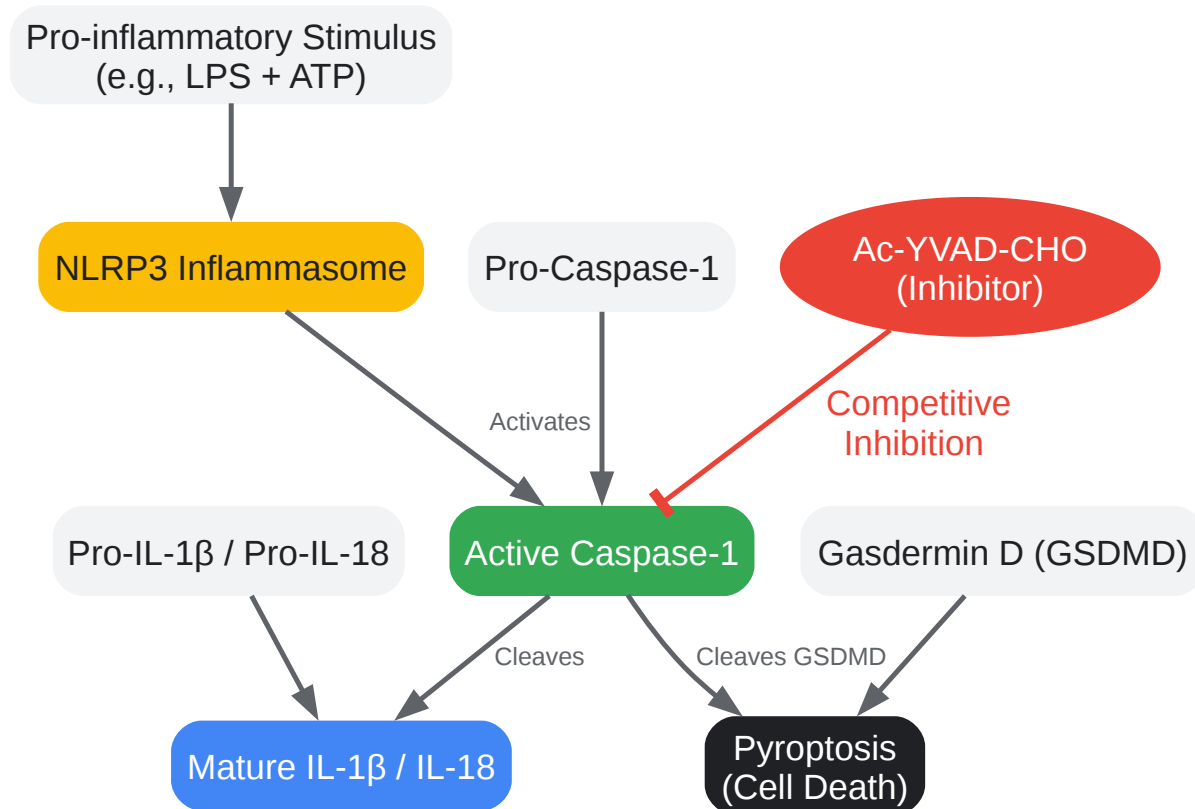 Pro-inflammatory Stimulus
(e.g., LPS + ATP)
NLRP3 Inflammasome
Pro-Caspase-1
Ac-YVAD-CHO
(Inhibitor)
Activates
Competitive
Inhibition
Pro-IL-1β / Pro-IL-18
Active Caspase-1
Gasdermin D (GSDMD)
Cleaves
Cleaves GSDMD
Mature IL-1β / IL-18
Pyroptosis
(Cell Death)